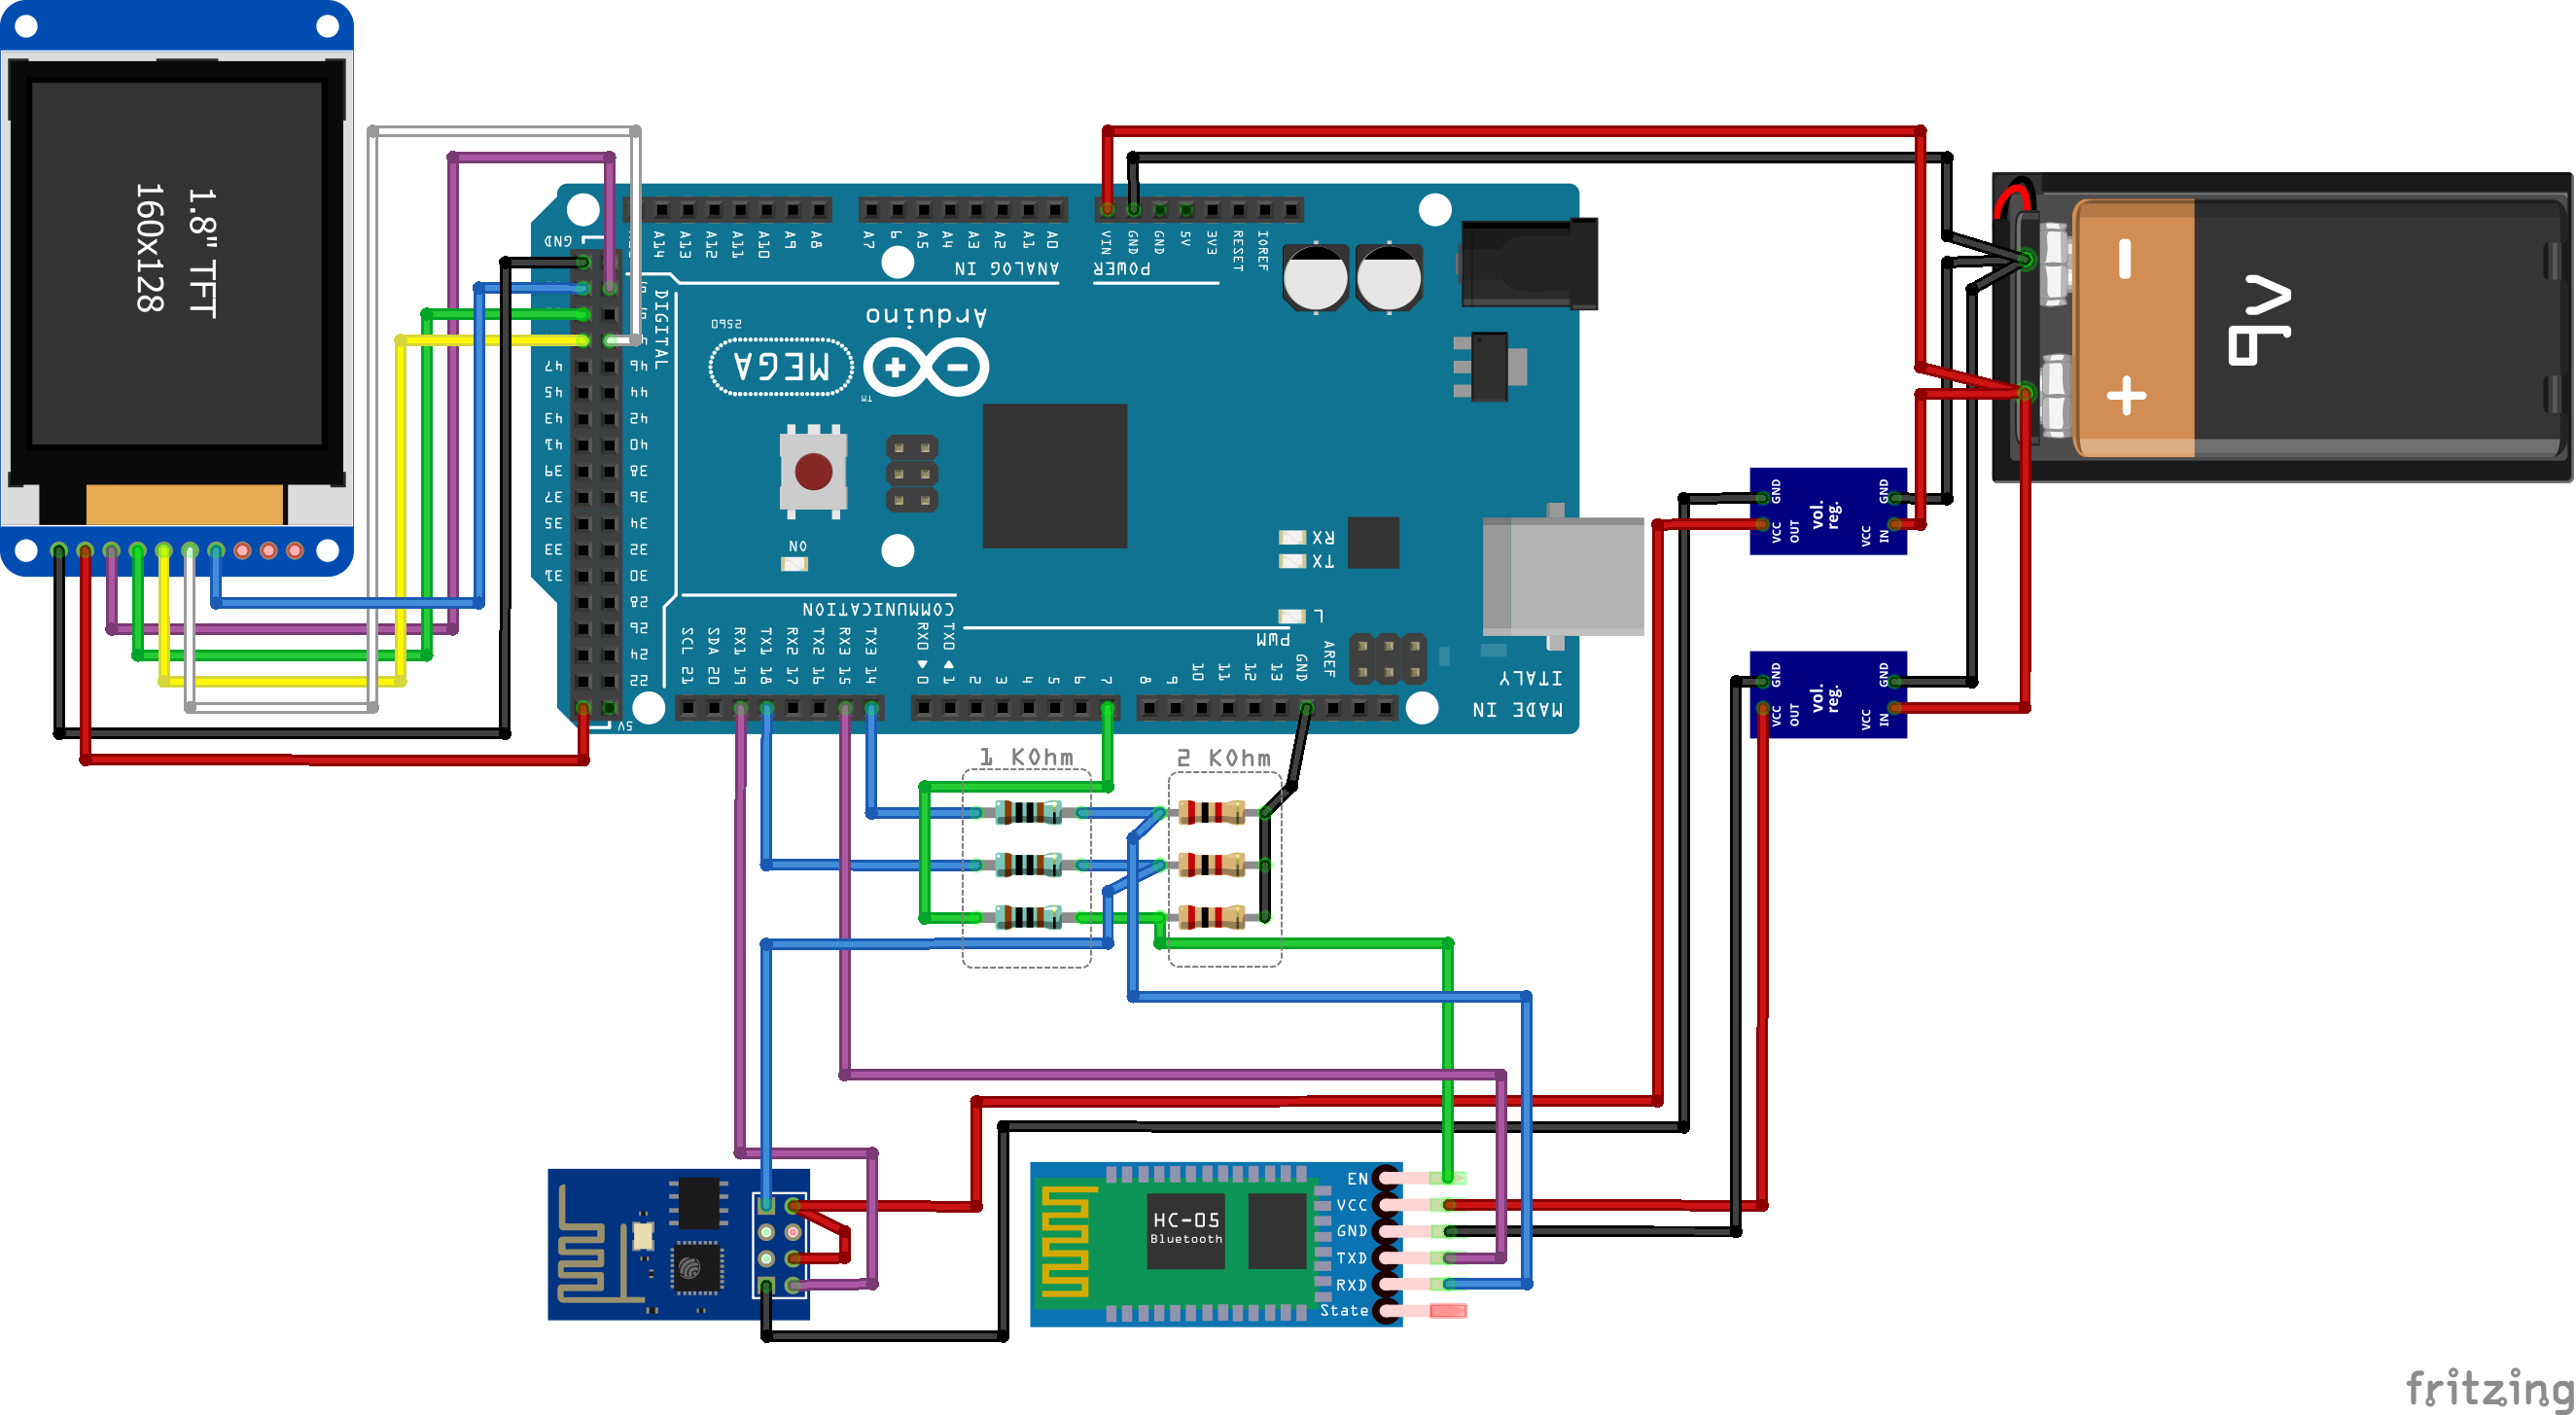 1.8" TFT
160x128
GND
A14
A13
A12
A11
A10
A9
A8
A7
6
A5
A4
A3
A2
A1
A0
ANALOG IN
VIN
GND
GND
5V
3V3
RESET
IOREF
POWER
DIGITAL
2560
Arduino
MEGA
TM
47
46
45
44
43
42
41
40
39
38
37
36
35
34
33
32
31
30
28
26
24
22
5V
ON
RX
TX
L
COMMUNICATION
SCL 21
SDA 20
RX1 19
TX1 18
RX2 17
TX2 16
RX3 15
TX3 14
RX0 0
TX0 1
2
3
4
5
6
7
PWM
8
9
10
11
12
13
GND
AREF
MADE IN
ITALY
9V
-
+
GND
VCC
OUT
vol.
reg.
GND
VCC
IN
GND
VCC
OUT
vol.
reg.
GND
VCC
IN
1 KOhm
2 KOhm
HC-05
Bluetooth
EN
VCC
GND
TXD
RXD
State
fritzing